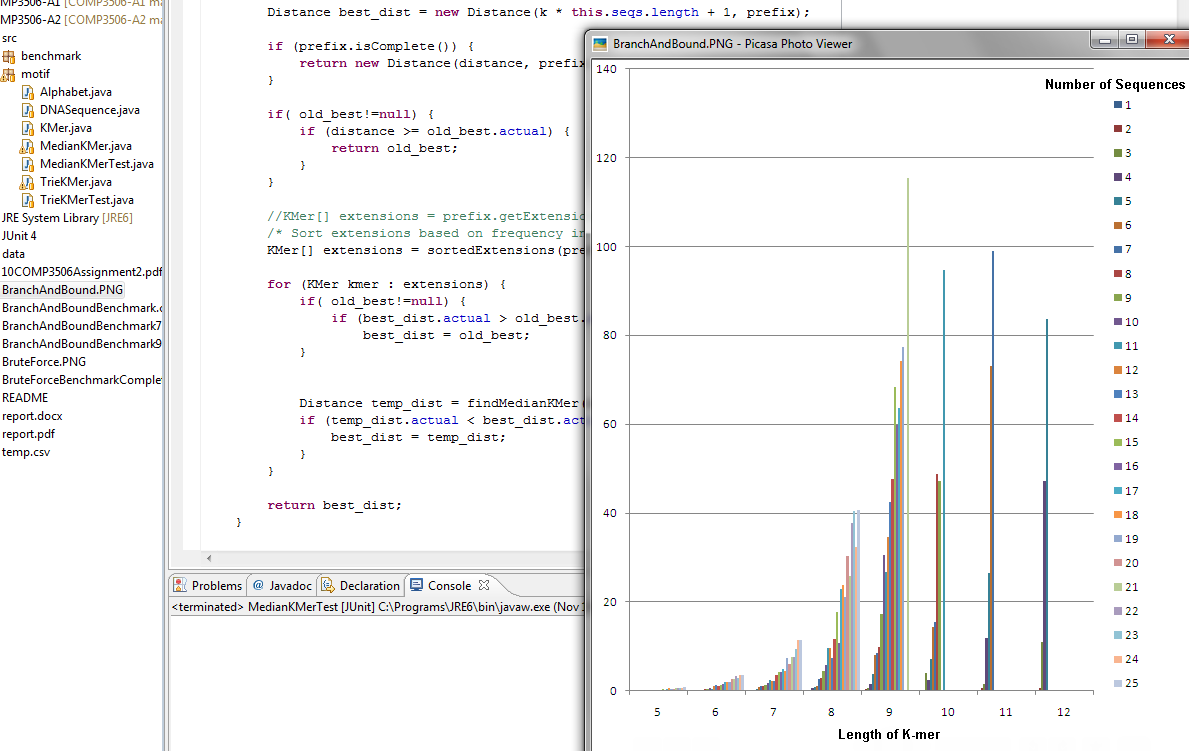 MP3506-A1 [COMP3506-A1 ma
MP3506-A2 [COMP3506-A2 ma
src
benchmark
motif
Alphabet.java
DNASequence.java
KMer.java
MedianKMer.java
MedianKMerTest.java
TrieKMer.java
TrieKMerTest.java
JRE System Library [JRE6]
JUnit 4
data
10COMP3506Assignment2.pdf
BranchAndBound.PNG
BranchAndBoundBenchmark.c
BranchAndBoundBenchmark7
BranchAndBoundBenchmark9
BruteForce.PNG
BruteForceBenchmarkComple
README
report.docx
report.pdf
temp.csv
Distance best_dist = new Distance(k * this.seqs.length + 1, prefix);
if (prefix.isComplete()) {
return new Distance(distance, prefix
}
if( old_best!=null) {
if (distance >= old_best.actual) {
return old_best;
}
}
//KMer[] extensions = prefix.getExtensio
/* Sort extensions based on frequency in
KMer[] extensions = sortedExtensions(pre
for (KMer kmer : extensions) {
if( old_best!=null) {
if (best_dist.actual > old_best.
best_dist = old_best;
}
Distance temp_dist = findMedianKMer(
if (temp_dist.actual < best_dist.act
best_dist = temp_dist;
}
}
return best_dist;
}
Problems @ Javadoc Declaration Console
<terminated> MedianKMerTest [JUnit] C:\Programs\JRE6\bin\javaw.exe (Nov
BranchAndBound.PNG - Picasa Photo Viewer
140
120
100
80
60
40
20
0
5 6 7 8 9 10 11 12
Length of K-mer
Number of Sequences
1
2
3
4
5
6
7
8
9
10
11
12
13
14
15
16
17
18
19
20
21
22
23
24
25